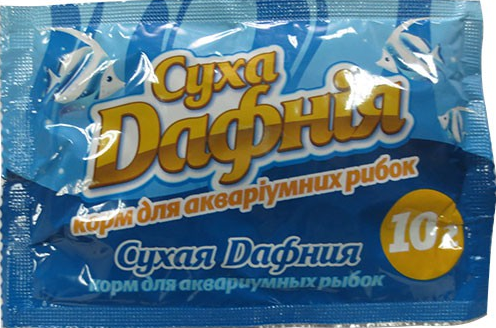 Суха
Дафнія
корм для акваріумних рибок
Сухая Дафния
корм для аквариумных рыбок
10г